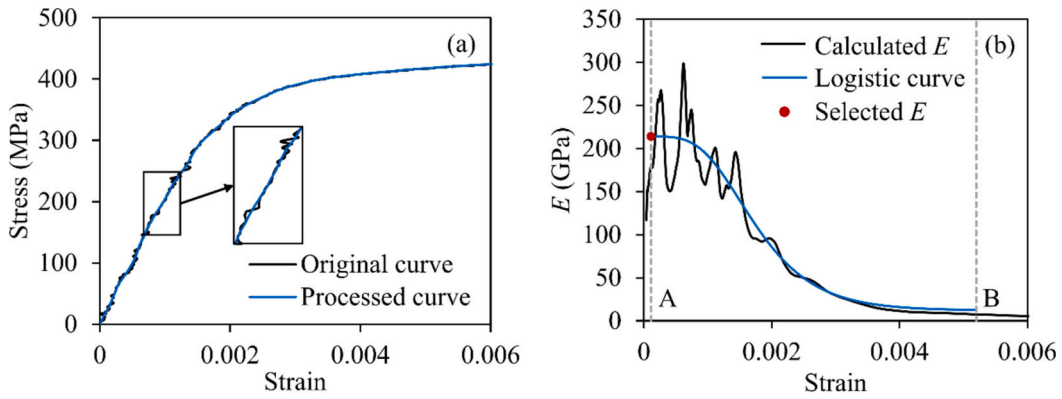 (a)
Stress (MPa)
500
400
300
200
100
0
Original curve
Processed curve
0
0.002
0.004
0.006
Strain
(b)
E (GPa)
350
300
250
200
150
100
50
0
Calculated E
Logistic curve
Selected E
A
B
0
0.002
0.004
0.006
Strain